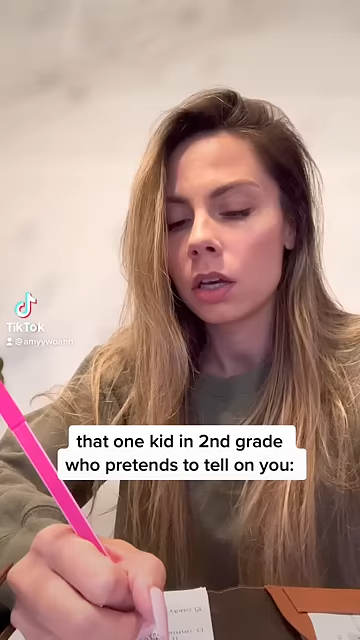 TikTok
@amyywoahh
that one kid in 2nd grade
who pretends to tell on you: